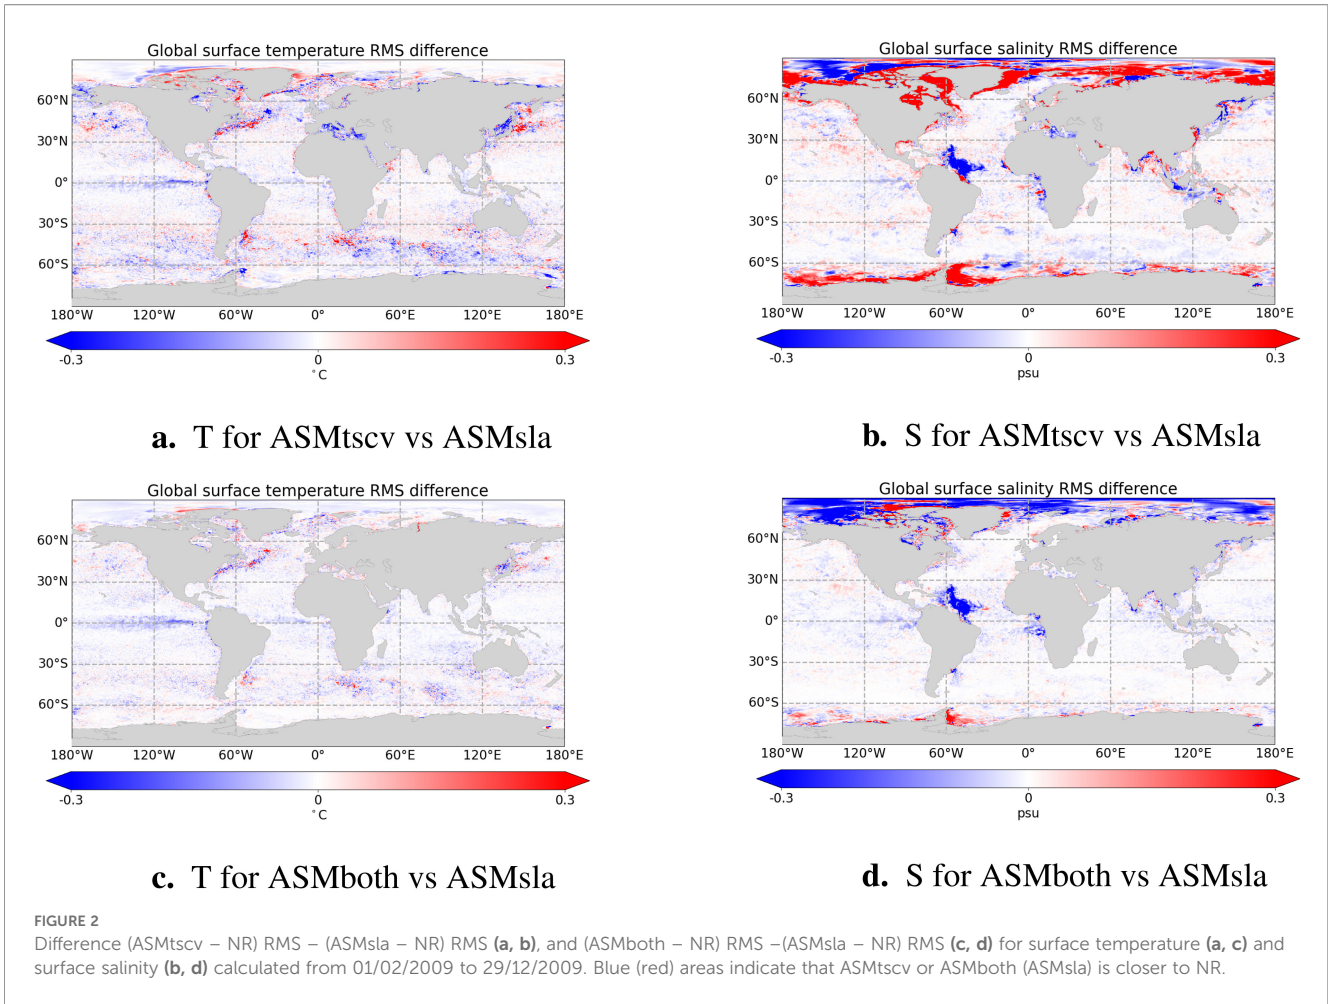 Global surface temperature RMS difference
60°N
30°N
0°
30°S
60°S
180°W 120°W 60°W 0° 60°E 120°E 180°E
-0.3 0 0.3
°C
a. T for ASMtscv vs ASMsla
Global surface salinity RMS difference
60°N
30°N
0°
30°S
60°S
180°W 120°W 60°W 0° 60°E 120°E 180°E
-0.3 0 0.3
psu
b. S for ASMtscv vs ASMsla
Global surface temperature RMS difference
60°N
30°N
0°
30°S
60°S
180°W 120°W 60°W 0° 60°E 120°E 180°E
-0.3 0 0.3
°C
c. T for ASMboth vs ASMsla
Global surface salinity RMS difference
60°N
30°N
0°
30°S
60°S
180°W 120°W 60°W 0° 60°E 120°E 180°E
-0.3 0 0.3
psu
d. S for ASMboth vs ASMsla
FIGURE 2
Difference (ASMtscv – NR) RMS – (ASMsla – NR) RMS (a, b), and (ASMboth – NR) RMS –(ASMsla – NR) RMS (c, d) for surface temperature (a, c) and
surface salinity (b, d) calculated from 01/02/2009 to 29/12/2009. Blue (red) areas indicate that ASMtscv or ASMboth (ASMsla) is closer to NR.